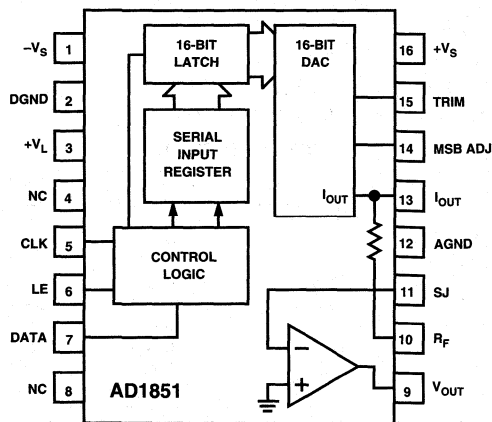 −VS 1
DGND 2
+VL 3
NC 4
CLK 5
LE 6
DATA 7
NC 8
16-BIT
LATCH
16-BIT
DAC
SERIAL
INPUT
REGISTER
CONTROL
LOGIC
IOUT
−
+
AD1851
16 +VS
15 TRIM
14 MSB ADJ
13 IOUT
12 AGND
11 SJ
10 RF
9 VOUT